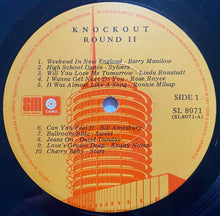 KNOCKOUT
ROUND II
1. Weekend In New England - Barry Manilow
2. High School Dance - Sylvers
3. Will You Love Me Tomorrow - Linda Ronstadt
4. I Wanna Get Next To You - Rose Royce
5. It Was Almost Like A Song - Ronnie Milsap
sm
SIDE 1
SL 8071
(SL8071-A)
6. Can You Feel It - Bill Amesbury
7. Ballroom Blitz - Sweet
8. Jeans On - David Dundas
9. Love's Grown Deep - Kenny Nolan
10. Cherry Baby - Starz